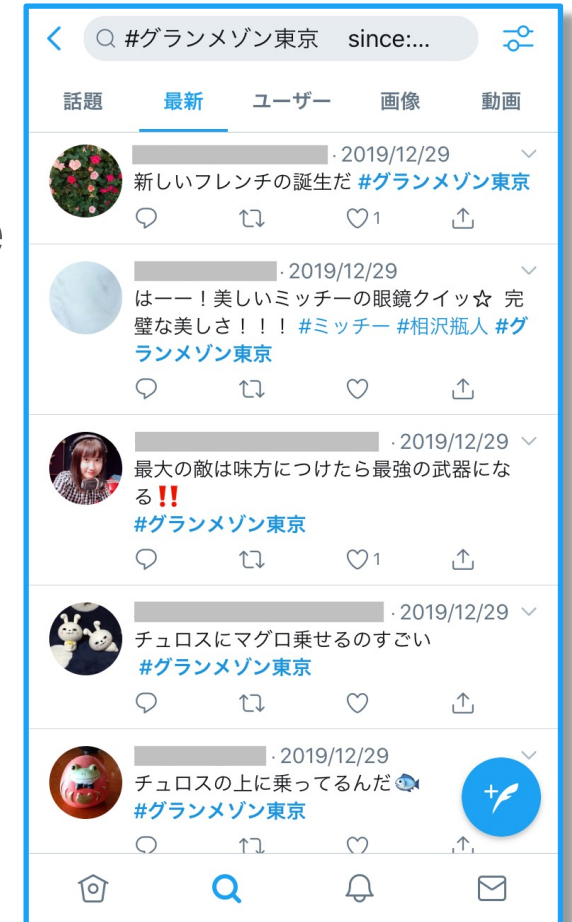 #グランメゾン東京 since:...
話題 最新 ユーザー 画像 動画
· 2019/12/29
新しいフレンチの誕生だ #グランメゾン東京
1
· 2019/12/29
はーー！美しいミッチーの眼鏡クイッ☆ 完
璧な美しさ！！！ #ミッチー #相沢瓶人 #グ
ランメゾン東京
· 2019/12/29
最大の敵は味方につけたら最強の武器にな
る‼️
#グランメゾン東京
1
· 2019/12/29
チュロスにマグロ乗せるのすごい
#グランメゾン東京
· 2019/12/29
チュロスの上に乗ってるんだ🐟
#グランメゾン東京